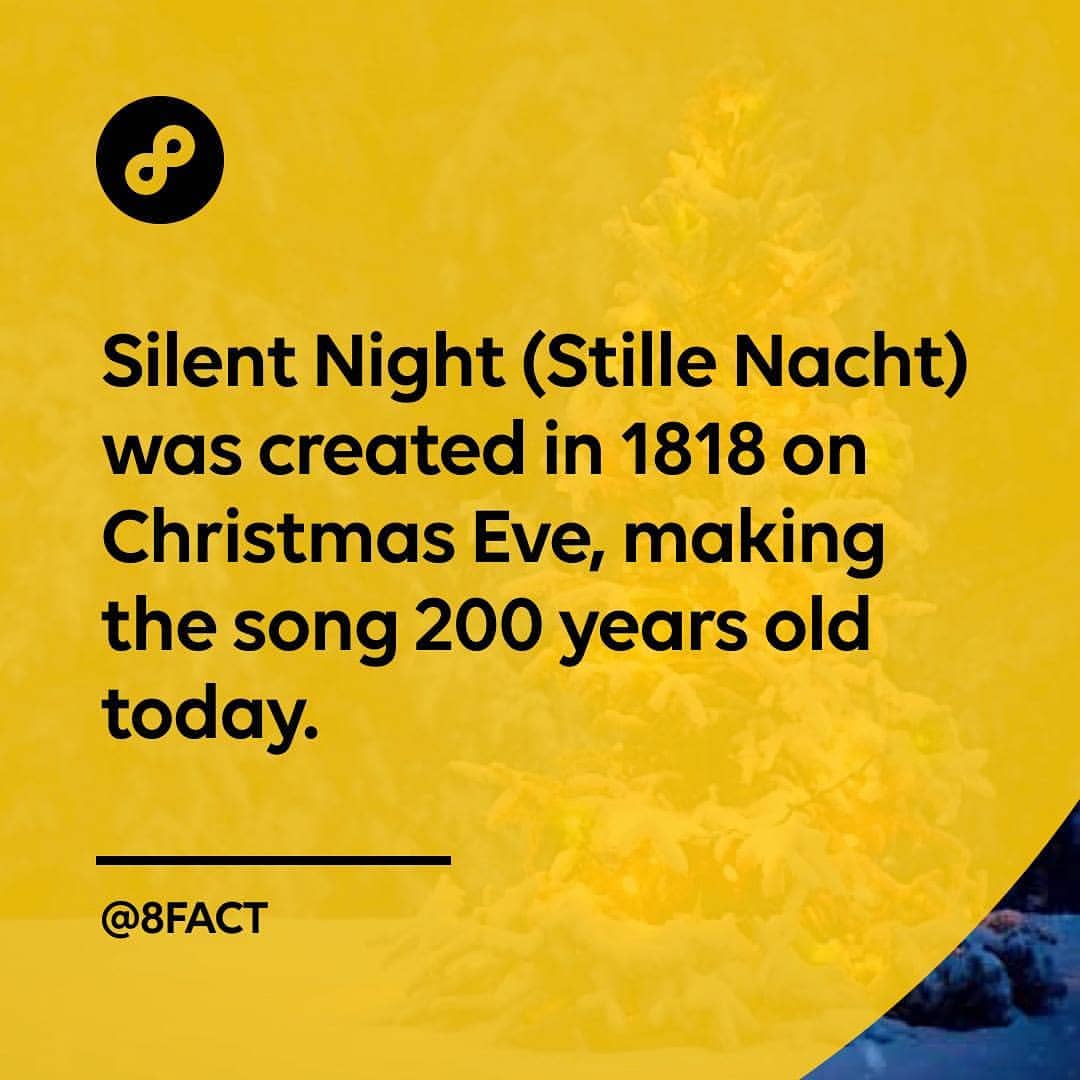 Silent Night (Stille Nacht)
was created in 1818 on
Christmas Eve, making
the song 200 years old
today.
@8FACT